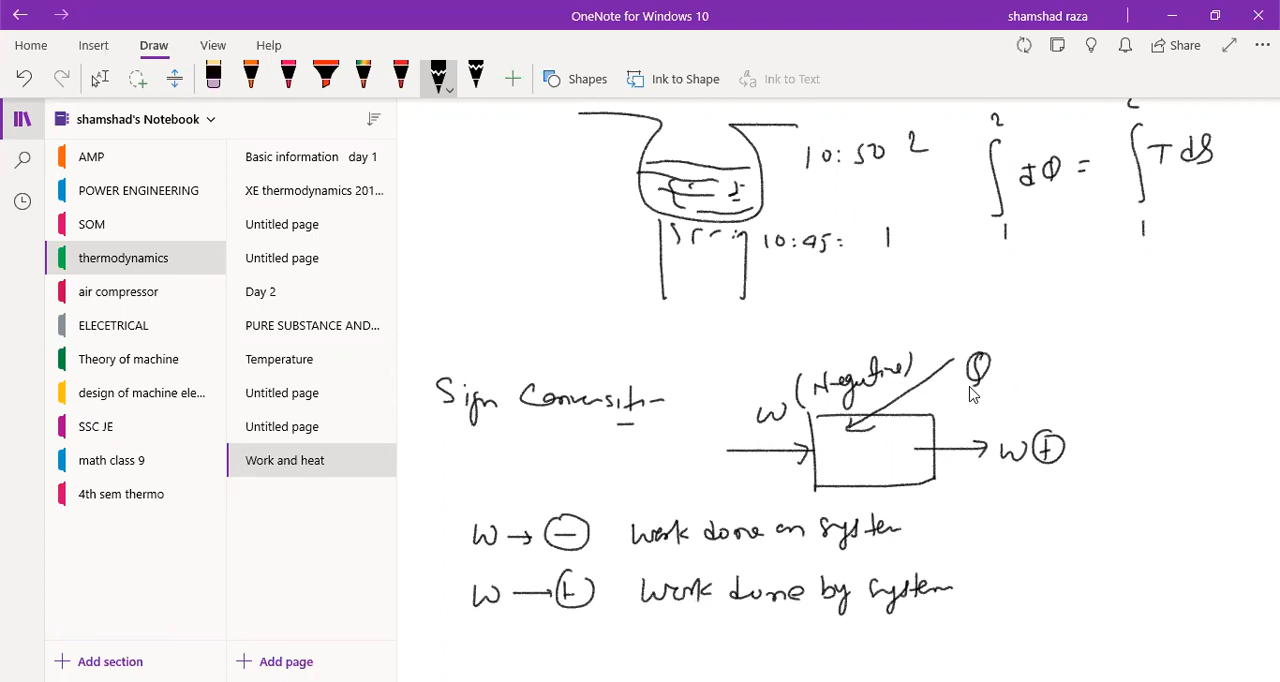 OneNote for Windows 10
shamshad raza
Home Insert Draw View Help
Share
Shapes Ink to Shape Ink to Text
shamshad's Notebook
AMP
POWER ENGINEERING
SOM
thermodynamics
air compressor
ELECETRICAL
Theory of machine
design of machine ele...
SSC JE
math class 9
4th sem thermo
Add section
Basic information day 1
XE thermodynamics 201...
Untitled page
Untitled page
Day 2
PURE SUBSTANCE AND...
Temperature
Untitled page
Untitled page
Work and heat
Add page
10:50 2
10:45: 1
∫₁² đQ = ∫₁² T dS
Sign
W (Negative) Q
W +
W → − work done on system
W → + work done by system